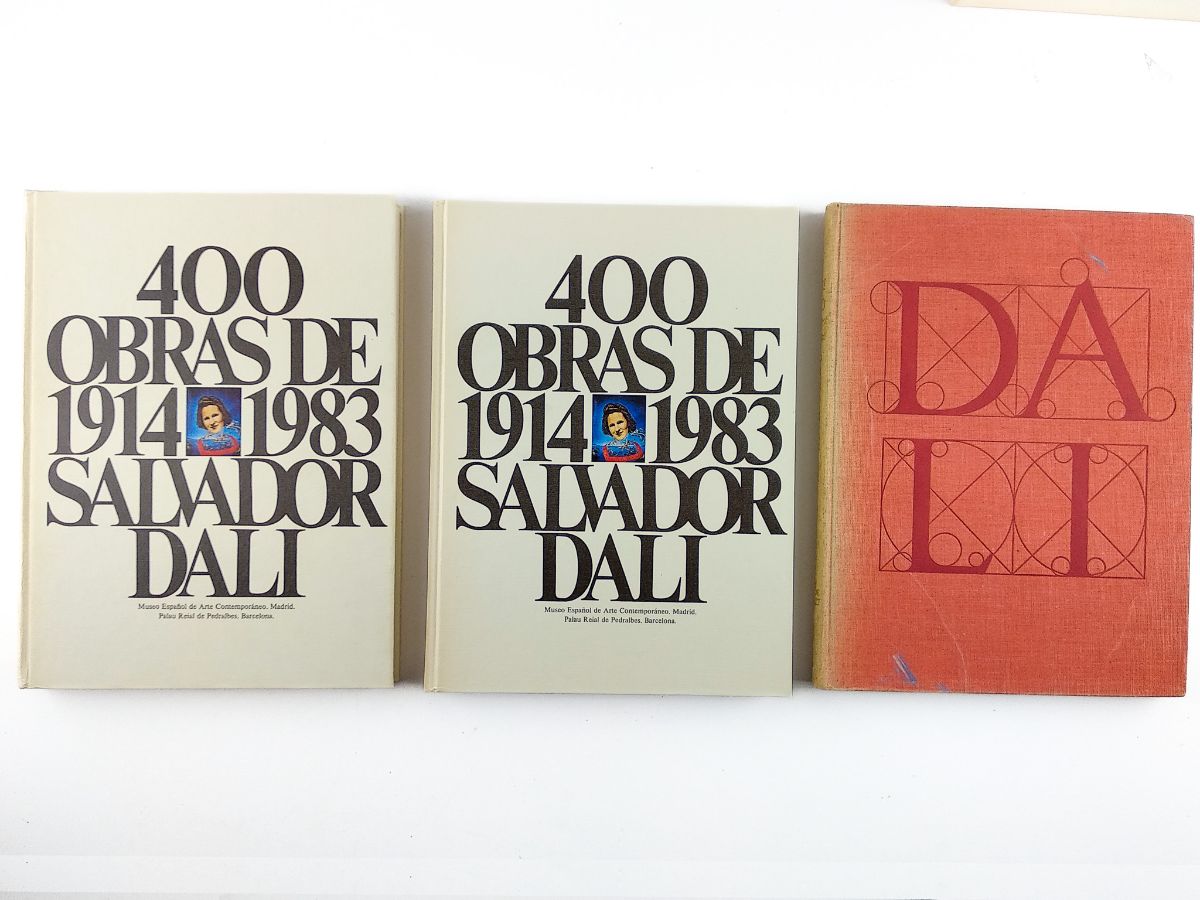 400
OBRAS DE
1914 1983
SALVADOR
DALI
Museo Español de Arte Contemporáneo. Madrid.
Palau Reial de Pedralbes. Barcelona.
400
OBRAS DE
1914 1983
SALVADOR
DALI
Museo Español de Arte Contemporáneo. Madrid.
Palau Reial de Pedralbes. Barcelona.
DA
LI